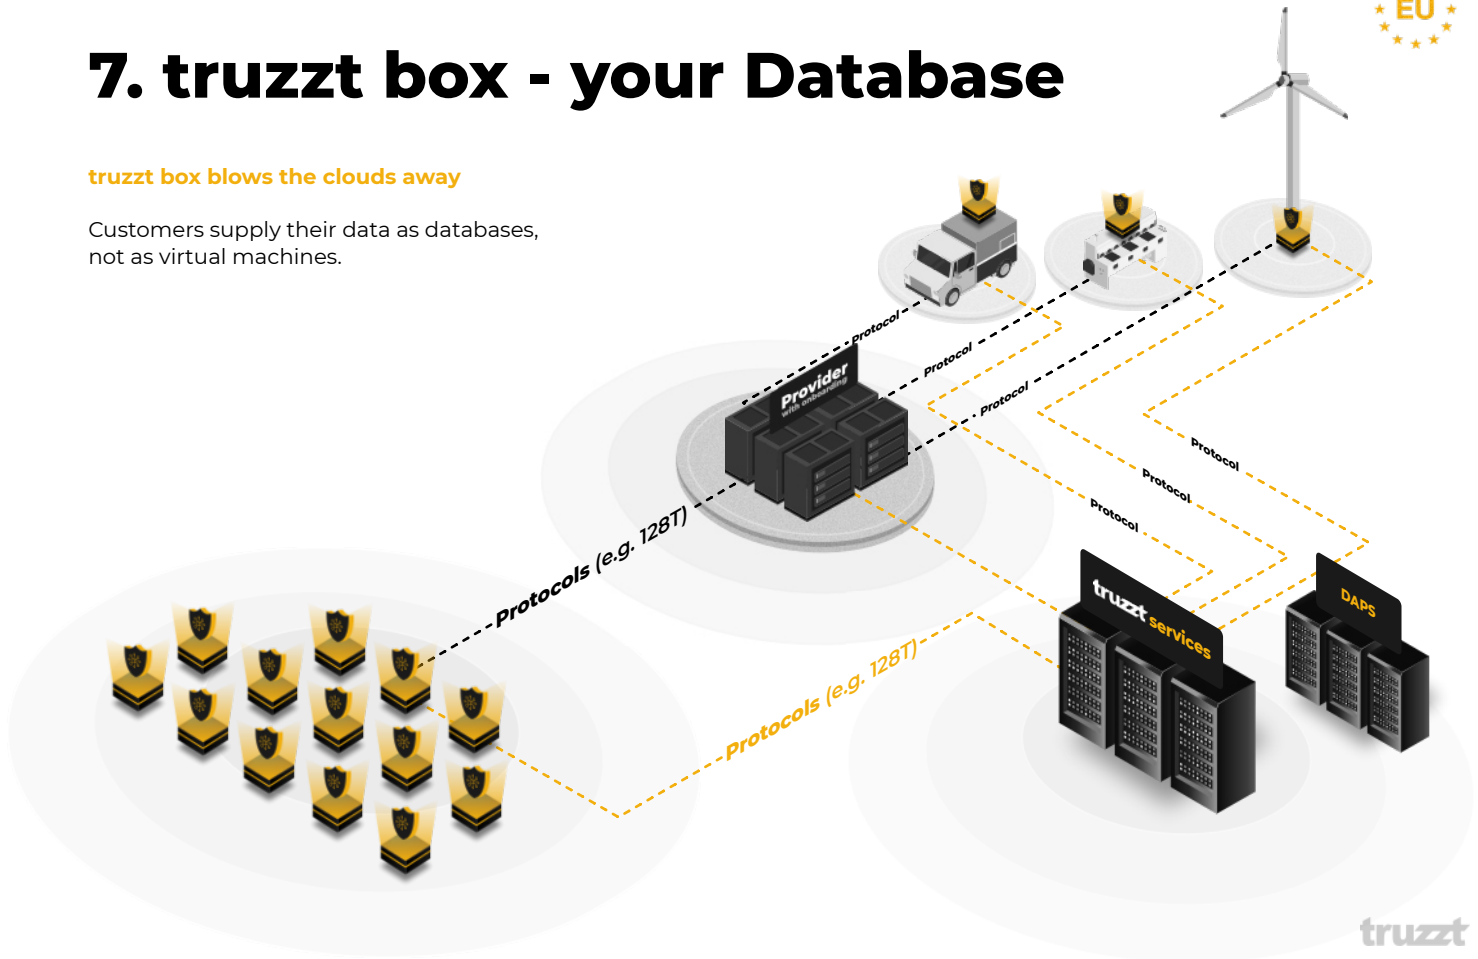 EU
7. truzzt box - your Database
truzzt box blows the clouds away
Customers supply their data as databases,
not as virtual machines.
Protocol
Protocol
Protocol
Provider
with onboarding
Protocol
Protocol
Protocol
Protocols (e.g. 128T)
Protocols (e.g. 128T)
truzzt services
DAPS
truzzt